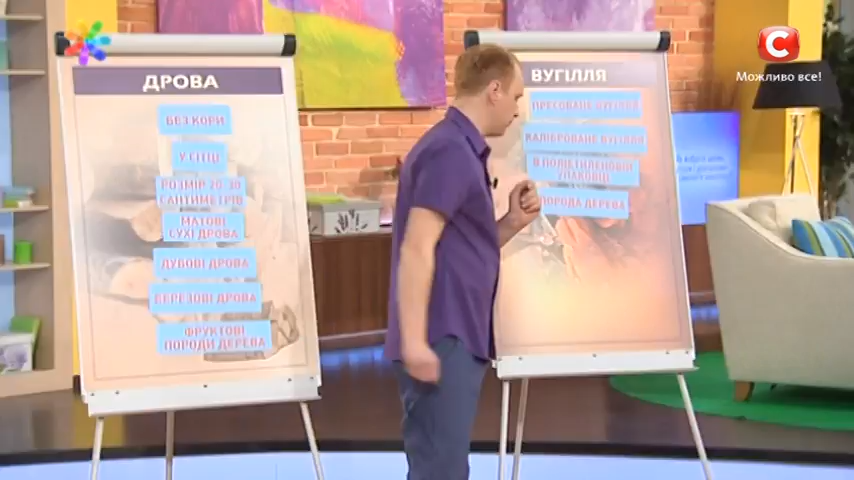 ДРОВА
БЕЗ КОРИ
У СІТЦІ
РОЗМІР 20-30
САНТИМЕТРІВ
МАТОВІ
СУХІ ДРОВА
ДУБОВІ ДРОВА
БЕРЕЗОВІ ДРОВА
ФРУКТОВІ
ПОРОДИ ДЕРЕВА
ВУГІЛЛЯ
ПРЕСОВАНЕ ВУГІЛЛЯ
КАЛІБРОВАНЕ ВУГІЛЛЯ
В ПОЛІЕТИЛЕНОВІЙ
УПАКОВЦІ
ПОРОДА ДЕРЕВА
С
Можливо все!